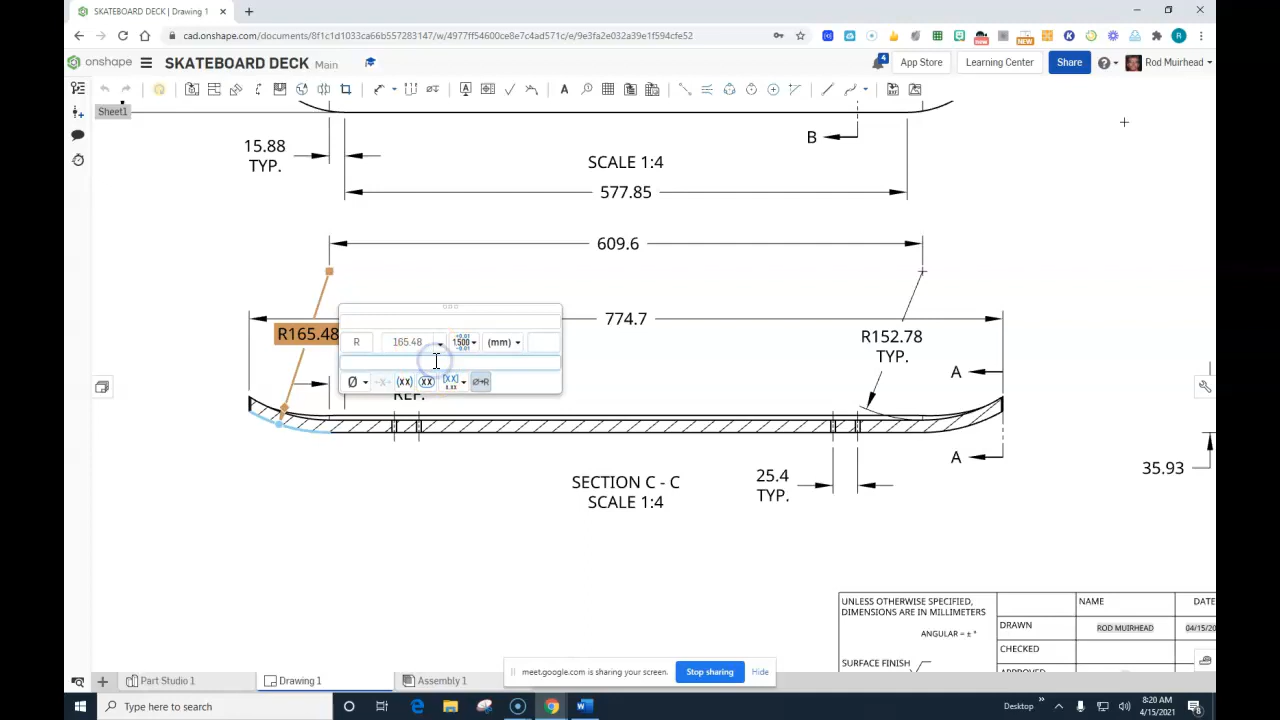 SKATEBOARD DECK | Drawing 1
cad.onshape.com/documents/8f1c1d1033ca66b557283147/w/4977ff54600ce8e7c4ad571c/e/9e3fa2e032a39e1f594cfe52
onshape
SKATEBOARD DECK Main
4
App Store
Learning Center
Share
Rod Muirhead
Sheet1
B
15.88
TYP.
SCALE 1:4
577.85
609.6
774.7
R165.48
R 165.48 (mm)
R152.78
TYP.
A
REF.
A
25.4
TYP.
35.93
SECTION C - C
SCALE 1:4
UNLESS OTHERWISE SPECIFIED,
DIMENSIONS ARE IN MILLIMETERS
ANGULAR = ± °
SURFACE FINISH
NAME
DATE
DRAWN
ROD MUIRHEAD
04/15/20
CHECKED
Part Studio 1
Drawing 1
Assembly 1
meet.google.com is sharing your screen.
Stop sharing
Hide
Type here to search
Desktop
8:20 AM
4/15/2021